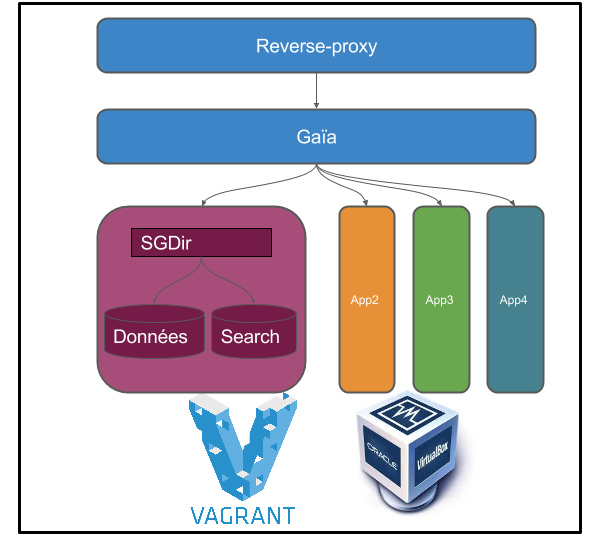 Reverse-proxy
Gaïa
SGDir
Données
Search
App2
App3
App4
VAGRANT
ORACLE
VirtualBox